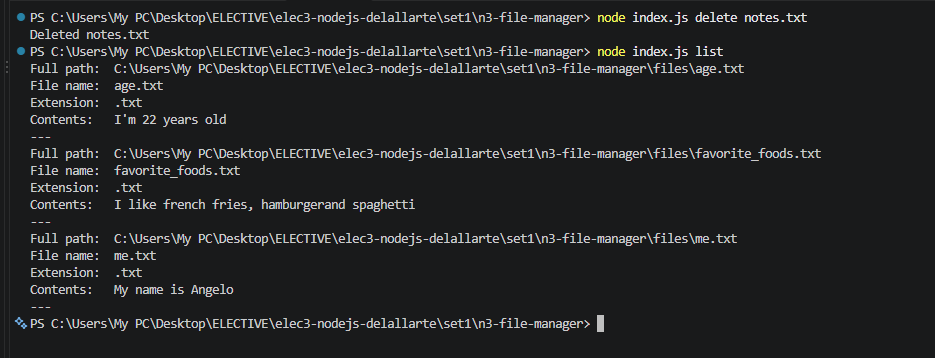 PS C:\Users\My PC\Desktop\ELECTIVE\elec3-nodejs-delallarte\set1\n3-file-manager> node index.js delete notes.txt
Deleted notes.txt
PS C:\Users\My PC\Desktop\ELECTIVE\elec3-nodejs-delallarte\set1\n3-file-manager> node index.js list
Full path:  C:\Users\My PC\Desktop\ELECTIVE\elec3-nodejs-delallarte\set1\n3-file-manager\files\age.txt
File name:  age.txt
Extension:  .txt
Contents:   I'm 22 years old
---
Full path:  C:\Users\My PC\Desktop\ELECTIVE\elec3-nodejs-delallarte\set1\n3-file-manager\files\favorite_foods.txt
File name:  favorite_foods.txt
Extension:  .txt
Contents:   I like french fries, hamburgerand spaghetti
---
Full path:  C:\Users\My PC\Desktop\ELECTIVE\elec3-nodejs-delallarte\set1\n3-file-manager\files\me.txt
File name:  me.txt
Extension:  .txt
Contents:   My name is Angelo
---
PS C:\Users\My PC\Desktop\ELECTIVE\elec3-nodejs-delallarte\set1\n3-file-manager>